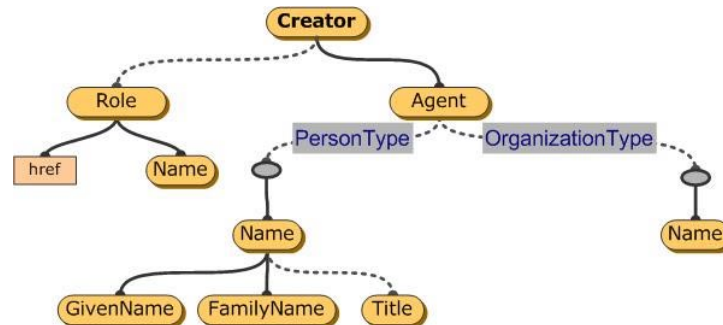 Creator
Role
Agent
PersonType
OrganizationType
href
Name
Name
Name
GivenName
FamilyName
Title